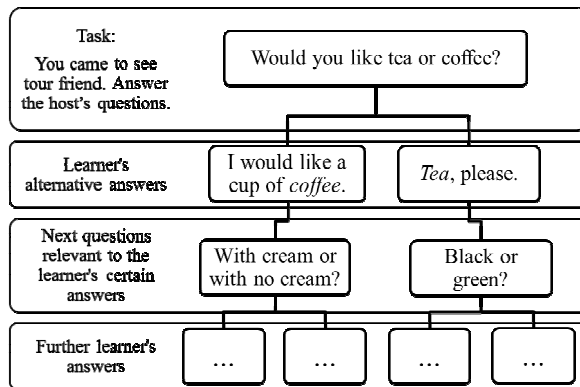 Task:
You came to see
tour friend. Answer
the host's questions.
Would you like tea or coffee?
Learner's
alternative answers
I would like a
cup of coffee.
Tea, please.
Next questions
relevant to the
learner's certain
answers
With cream or
with no cream?
Black or
green?
Further learner's
answers
...
...
...
...